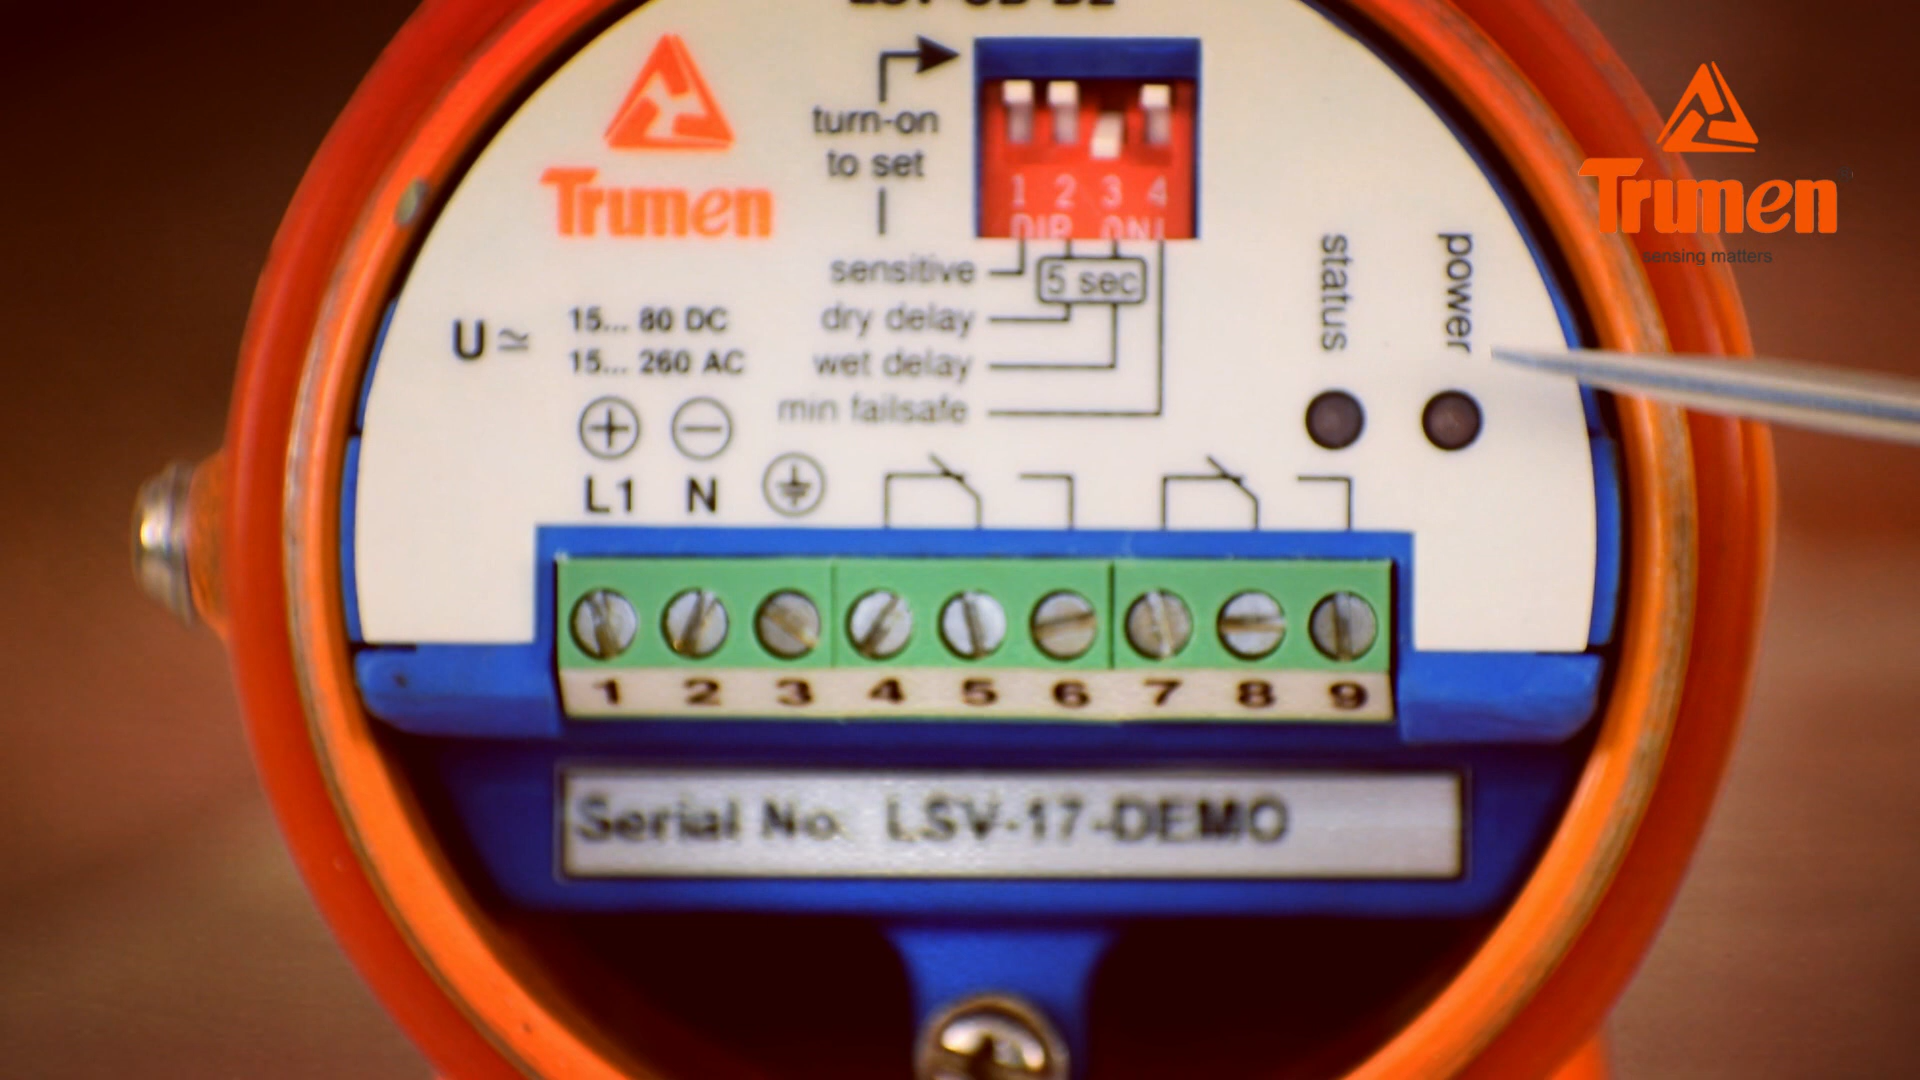 Trumen
turn-on
to set
1 2 3 4
DIP ON
sensitive
5 sec
dry delay
wet delay
min failsafe
U ≃
15... 80 DC
15... 260 AC
L1 N
status
power
1 2 3 4 5 6 7 8 9
Serial No. LSV-17-DEMO
Trumen
sensing matters